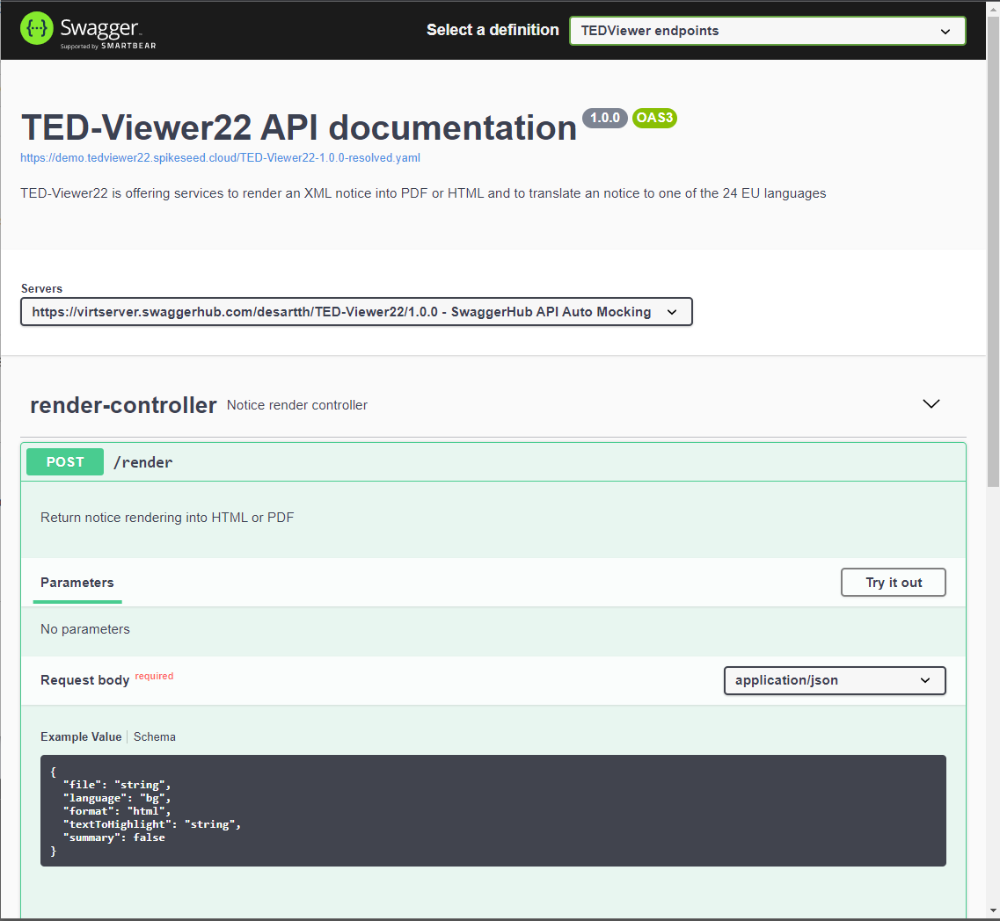 Swagger™
Supported by SMARTBEAR
Select a definition
TEDViewer endpoints
TED-Viewer22 API documentation 1.0.0 OAS3
https://demo.tedviewer22.spikeseed.cloud/TED-Viewer22-1.0.0-resolved.yaml
TED-Viewer22 is offering services to render an XML notice into PDF or HTML and to translate an notice to one of the 24 EU languages
Servers
https://virtserver.swaggerhub.com/desartth/TED-Viewer22/1.0.0 - SwaggerHub API Auto Mocking
render-controller Notice render controller
POST /render
Return notice rendering into HTML or PDF
Parameters
Try it out
No parameters
Request body required
application/json
Example Value Schema
{
  "file": "string",
  "language": "bg",
  "format": "html",
  "textToHighlight": "string",
  "summary": false
}